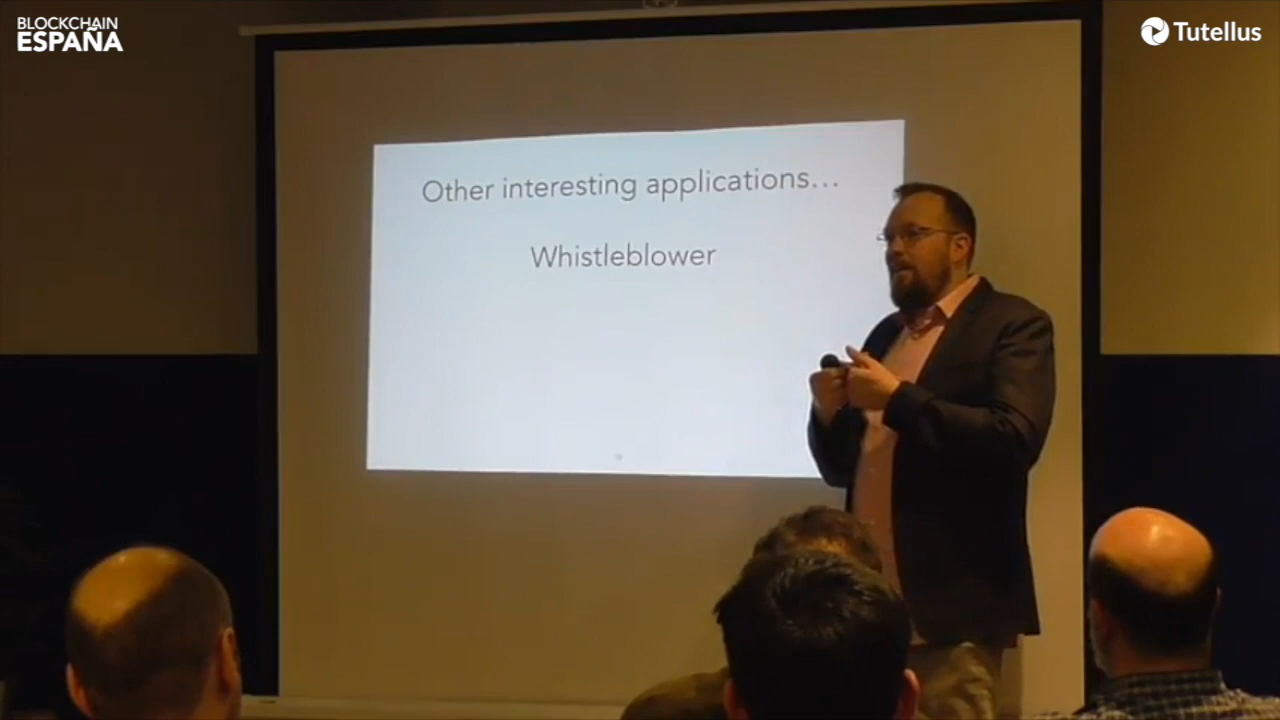 BLOCKCHAIN
ESPAÑA
Tutellus
Other interesting applications...
Whistleblower